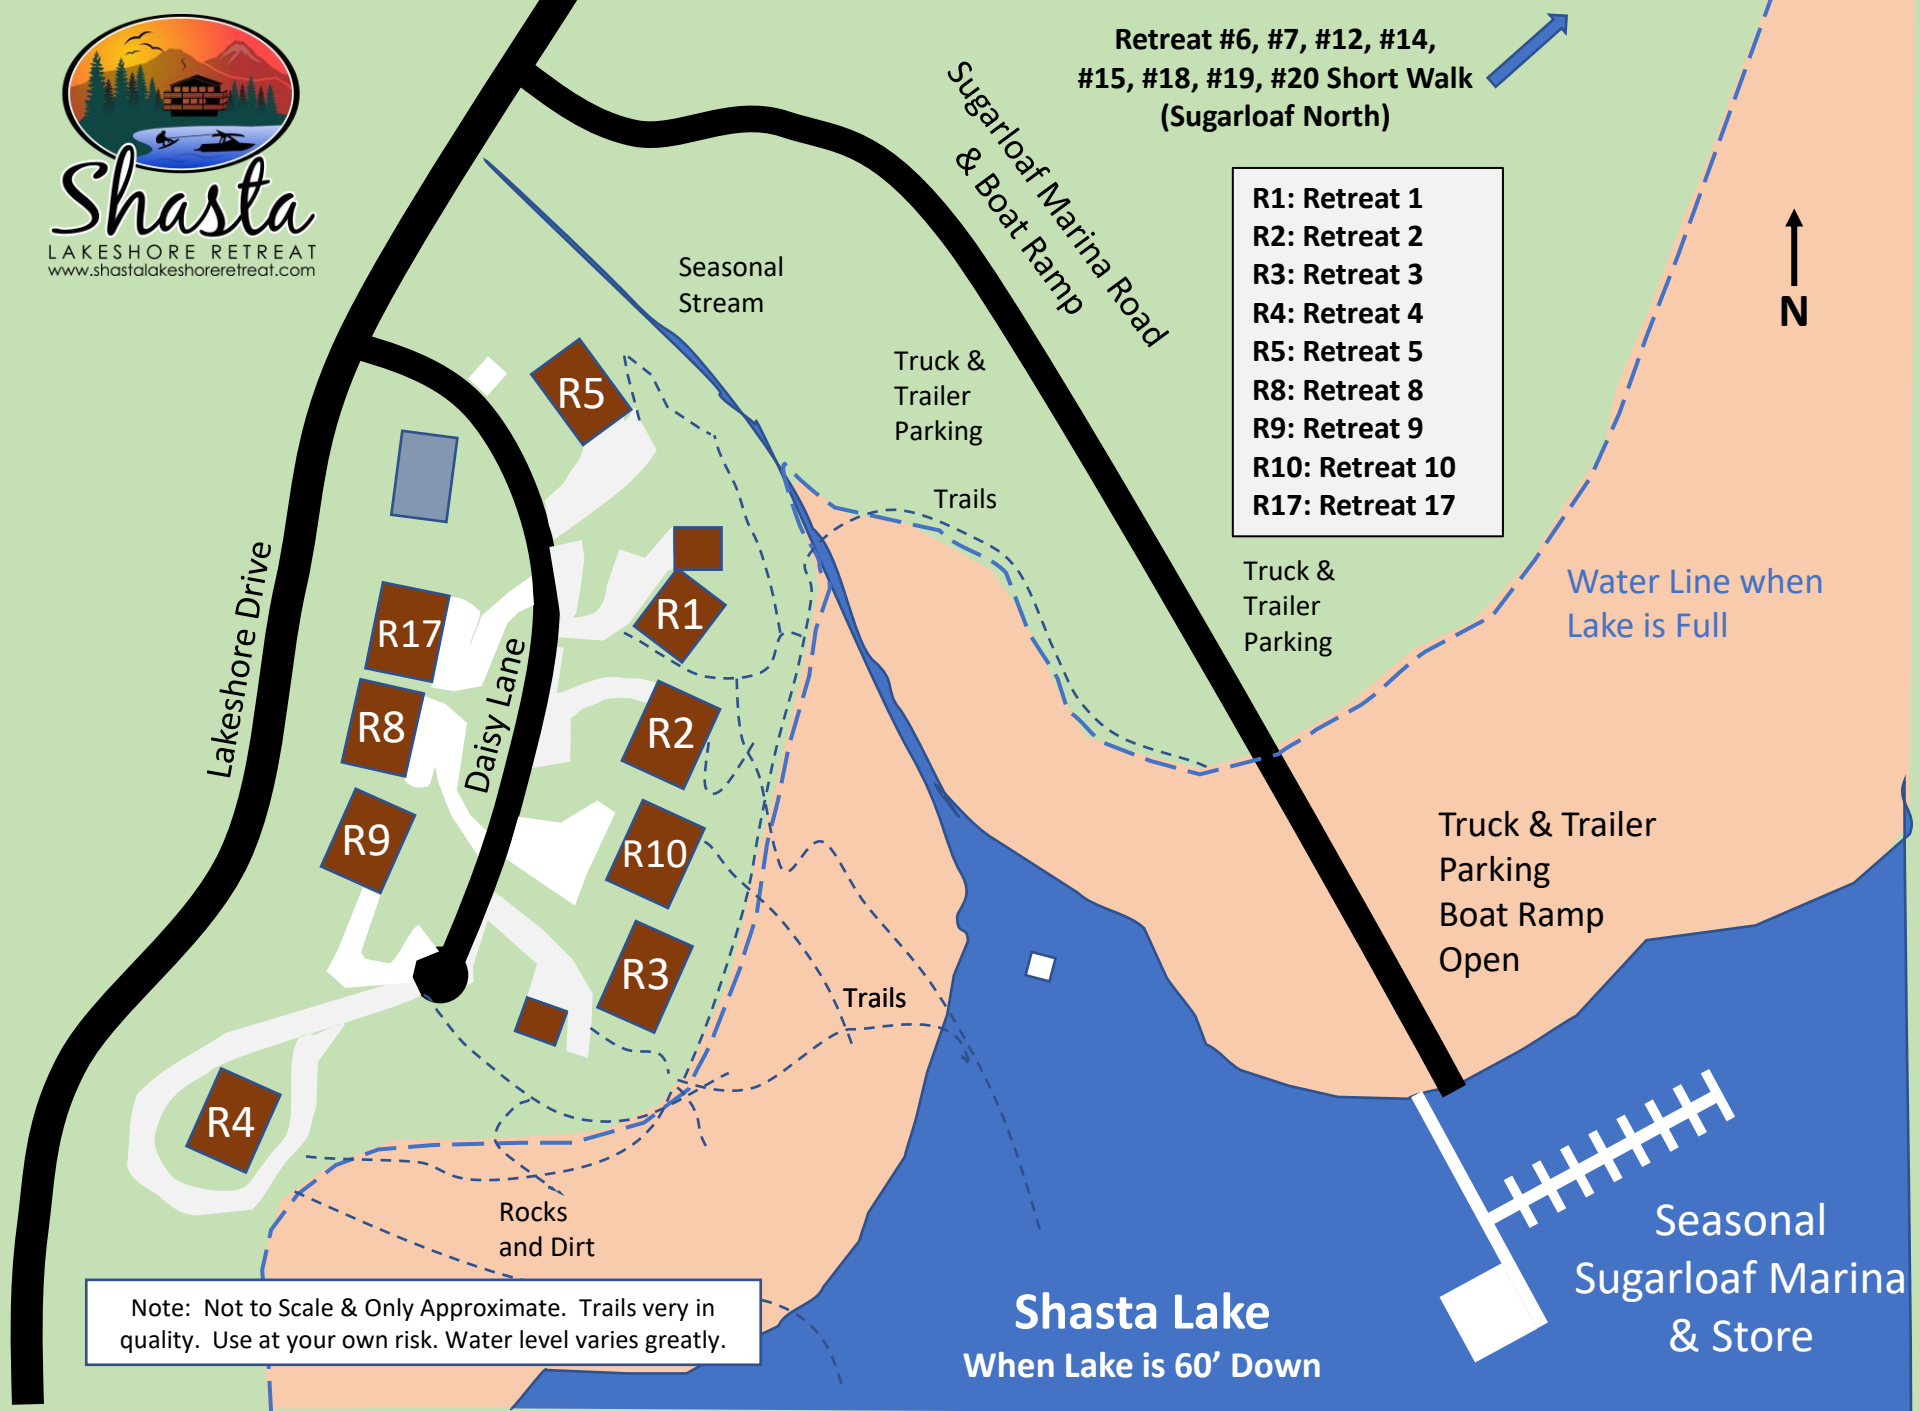 Shasta
LAKESHORE RETREAT
www.shastalakeshoreretreat.com
Retreat #6, #7, #12, #14,
#15, #18, #19, #20 Short Walk
(Sugarloaf North)
Sugarloaf Marina Road
& Boat Ramp
R1: Retreat 1
R2: Retreat 2
R3: Retreat 3
R4: Retreat 4
R5: Retreat 5
R8: Retreat 8
R9: Retreat 9
R10: Retreat 10
R17: Retreat 17
N
Seasonal
Stream
Truck &
Trailer
Parking
Trails
R5
Truck &
Trailer
Parking
Water Line when
Lake is Full
Lakeshore Drive
Daisy Lane
R17
R1
R8
R2
R9
R10
R3
R4
Truck & Trailer
Parking
Boat Ramp
Open
Trails
Rocks
and Dirt
Note:  Not to Scale & Only Approximate.  Trails very in
quality.  Use at your own risk. Water level varies greatly.
Shasta Lake
When Lake is 60’ Down
Seasonal
Sugarloaf Marina
& Store